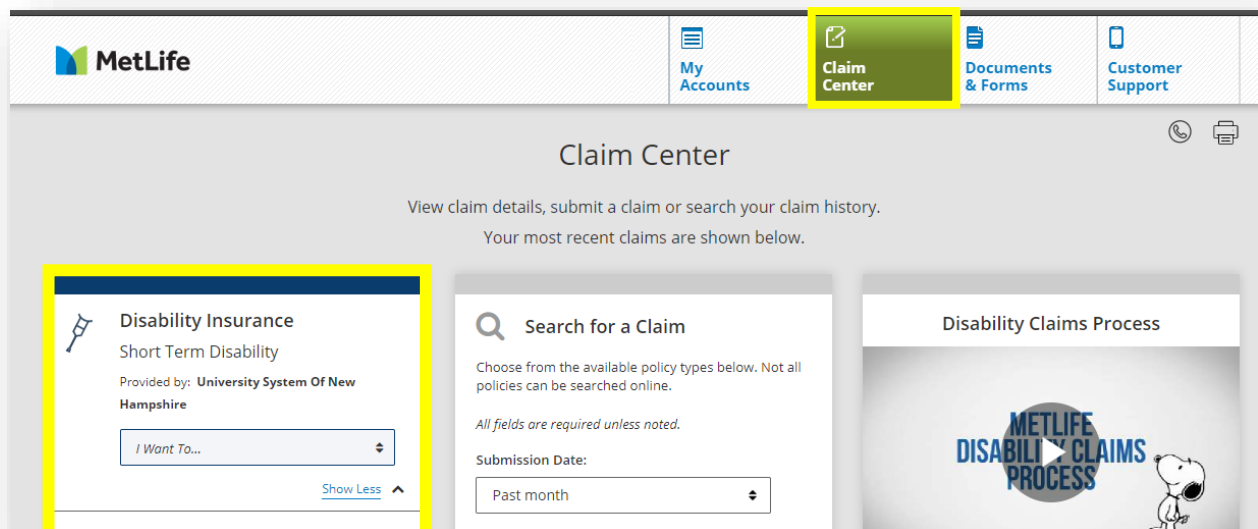 MetLife
My
Accounts
Claim
Center
Documents
& Forms
Customer
Support
Claim Center
View claim details, submit a claim or search your claim history.
Your most recent claims are shown below.
Disability Insurance
Short Term Disability
Provided by: University System Of New
Hampshire
I Want To...
Show Less
Search for a Claim
Choose from the available policy types below. Not all
policies can be searched online.
All fields are required unless noted.
Submission Date:
Past month
Disability Claims Process
METLIFE
DISABILITY CLAIMS
PROCESS